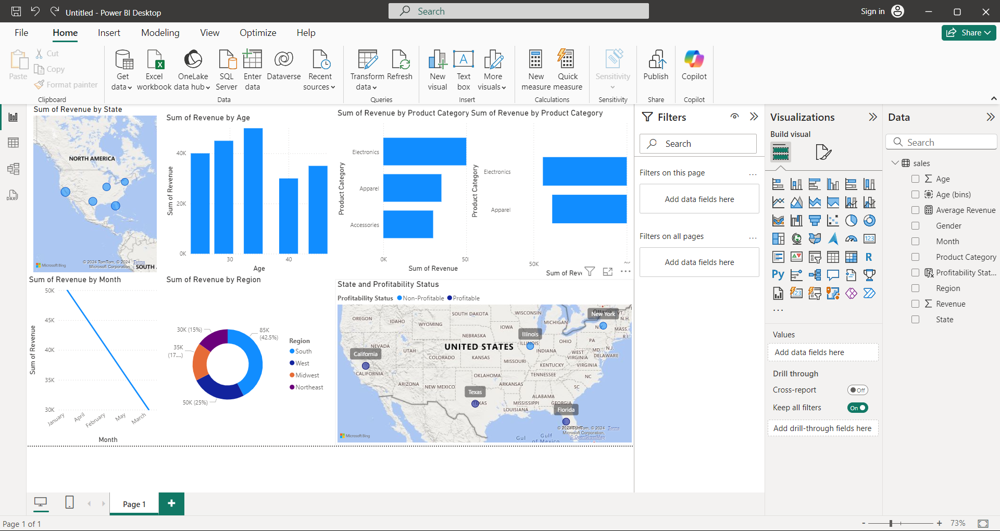 Untitled - Power BI Desktop
Search
Sign in
File Home Insert Modeling View Optimize Help
Share
Paste
Cut
Copy
Format painter
Get data
Excel workbook
OneLake data hub
SQL Server
Enter data
Dataverse
Recent sources
Transform data
Refresh
New visual
Text box
More visuals
New measure
Quick measure
Sensitivity
Publish
Copilot
Clipboard Data Queries Insert Calculations Sensitivity Share Copilot
Sum of Revenue by State
NORTH AMERICA
SOUTH
Microsoft Bing
© 2024 TomTom, © 2024 Terms
Microsoft Corporation
Sum of Revenue by Age
Sum of Revenue
40K
20K
0K
30 40
Age
Sum of Revenue by Product Category
Product Category
Electronics
Apparel
Accessories
0K 50
Sum of Revenue
Sum of Revenue by Product Category
Product Category
Electronics
Apparel
50K
Sum of Reve
Sum of Revenue by Month
Sum of Revenue
50K
45K
40K
35K
30K
January April February May March
Month
Sum of Revenue by Region
30K (15%)
85K
(42.5%)
35K
(17....)
50K (25%)
Region
South
West
Midwest
Northeast
State and Profitability Status
Profitability Status Non-Profitable Profitable
OREGON
IDAHO
WYOMING
SOUTH DAKOTA
WISCONSIN
MICHIGAN
Ottawa
New York
VT.
N.H.
N.Y.
MASS.
R.I.
IOWA
NEBRASKA
Illinois
ILLINOIS
OHIO
PA
N.J.
MD.
DELAWARE
NEVADA
UTAH
UNITED STATES
COLORADO
KANSAS
MISSOURI
INDIANA
WEST
VIRGINIA
KENTUCKY
VIRGINIA
California
CALIFORNIA
ARIZONA
NEW MEXICO
OKLAHOMA
ARKANSAS
TENNESSEE
NC
SC
Texas
TEXAS
MISSISSIPPI
ALABAMA
GEORGIA
LOUISIANA
Florida
Gul
Gulf
of Mexico
Microsoft Bing
© 2024 TomTom, © 2024 Terms
Microsoft Corporation,
© OpenStreetMap
Filters
Search
Filters on this page
...
Add data fields here
Filters on all pages
...
Add data fields here
Visualizations
Build visual
123
R
Py
123
...
Values
Add data fields here
Drill through
Cross-report Off
Keep all filters On
Add drill-through fields here
Data
Search
sales
Age
Age (bins)
Average Revenue
Gender
Month
Product Category
Profitability Stat...
Region
Revenue
State
DAX
Page 1
+
Page 1 of 1
- + 73%